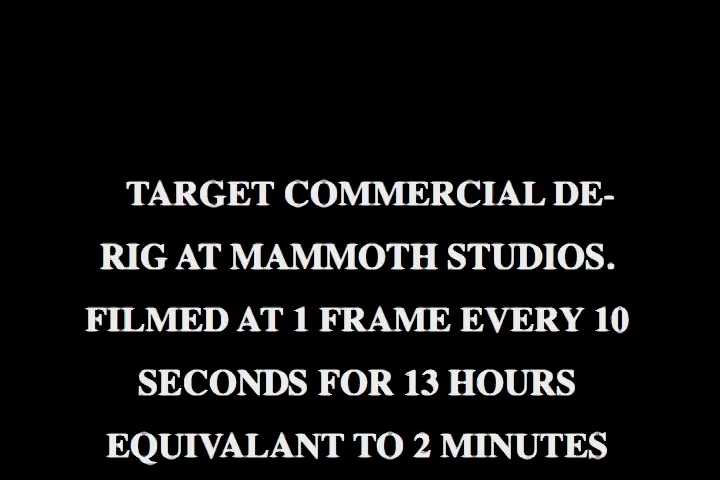 TARGET COMMERCIAL DE-
RIG AT MAMMOTH STUDIOS.
FILMED AT 1 FRAME EVERY 10
SECONDS FOR 13 HOURS
EQUIVALANT TO 2 MINUTES